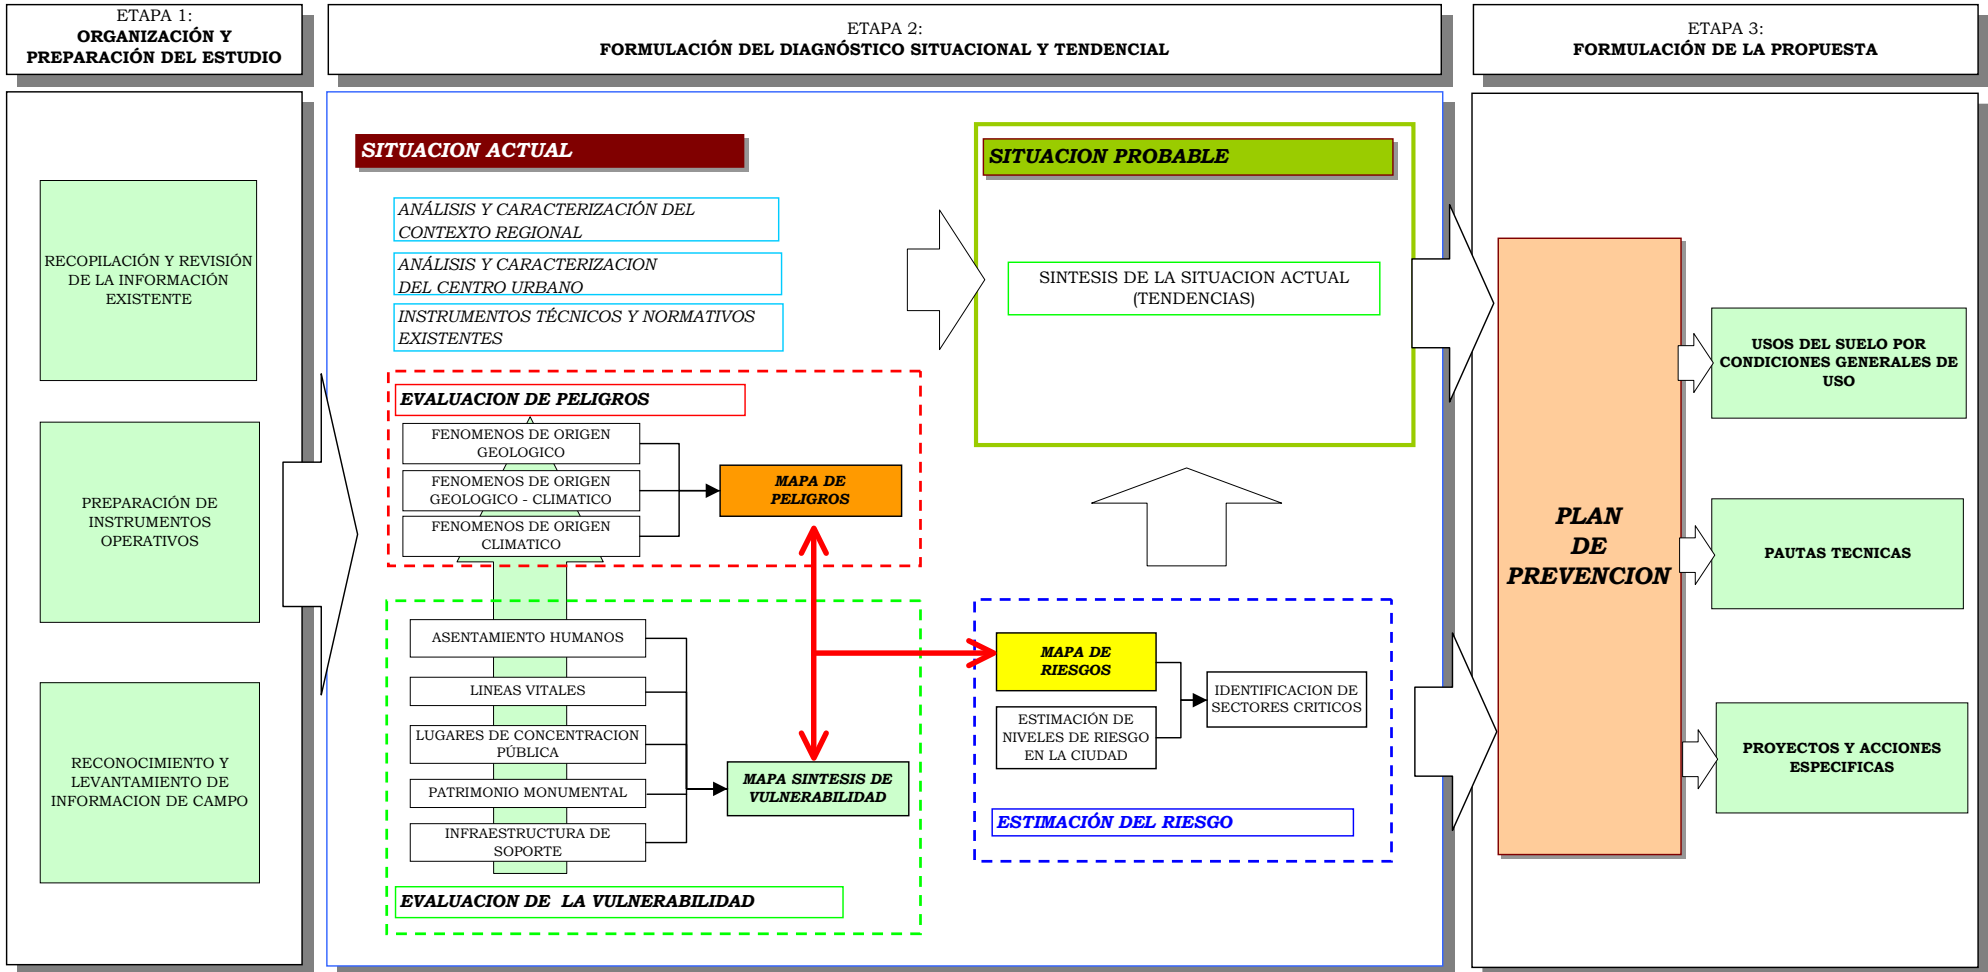 ETAPA 1:
ORGANIZACIÓN Y
PREPARACIÓN DEL ESTUDIO
ETAPA 2:
FORMULACIÓN DEL DIAGNÓSTICO SITUACIONAL Y TENDENCIAL
ETAPA 3:
FORMULACIÓN DE LA PROPUESTA
RECOPILACIÓN Y REVISIÓN
DE LA INFORMACIÓN
EXISTENTE
PREPARACIÓN DE
INSTRUMENTOS
OPERATIVOS
RECONOCIMIENTO Y
LEVANTAMIENTO DE
INFORMACION DE CAMPO
SITUACION ACTUAL
ANÁLISIS Y CARACTERIZACIÓN DEL
CONTEXTO REGIONAL
ANÁLISIS Y CARACTERIZACION
DEL CENTRO URBANO
INSTRUMENTOS TÉCNICOS Y NORMATIVOS
EXISTENTES
EVALUACION DE PELIGROS
FENOMENOS DE ORIGEN
GEOLOGICO
FENOMENOS DE ORIGEN
GEOLOGICO - CLIMATICO
FENOMENOS DE ORIGEN
CLIMATICO
MAPA DE
PELIGROS
ASENTAMIENTO HUMANOS
LINEAS VITALES
LUGARES DE CONCENTRACION
PÚBLICA
PATRIMONIO MONUMENTAL
INFRAESTRUCTURA DE
SOPORTE
MAPA SINTESIS DE
VULNERABILIDAD
EVALUACION DE  LA VULNERABILIDAD
SITUACION PROBABLE
SINTESIS DE LA SITUACION ACTUAL
(TENDENCIAS)
MAPA DE
RIESGOS
ESTIMACIÓN DE
NIVELES DE RIESGO
EN LA CIUDAD
IDENTIFICACION DE
SECTORES CRITICOS
ESTIMACIÓN DEL RIESGO
PLAN
DE
PREVENCION
USOS DEL SUELO POR
CONDICIONES GENERALES DE
USO
PAUTAS TECNICAS
PROYECTOS Y ACCIONES
ESPECIFICAS